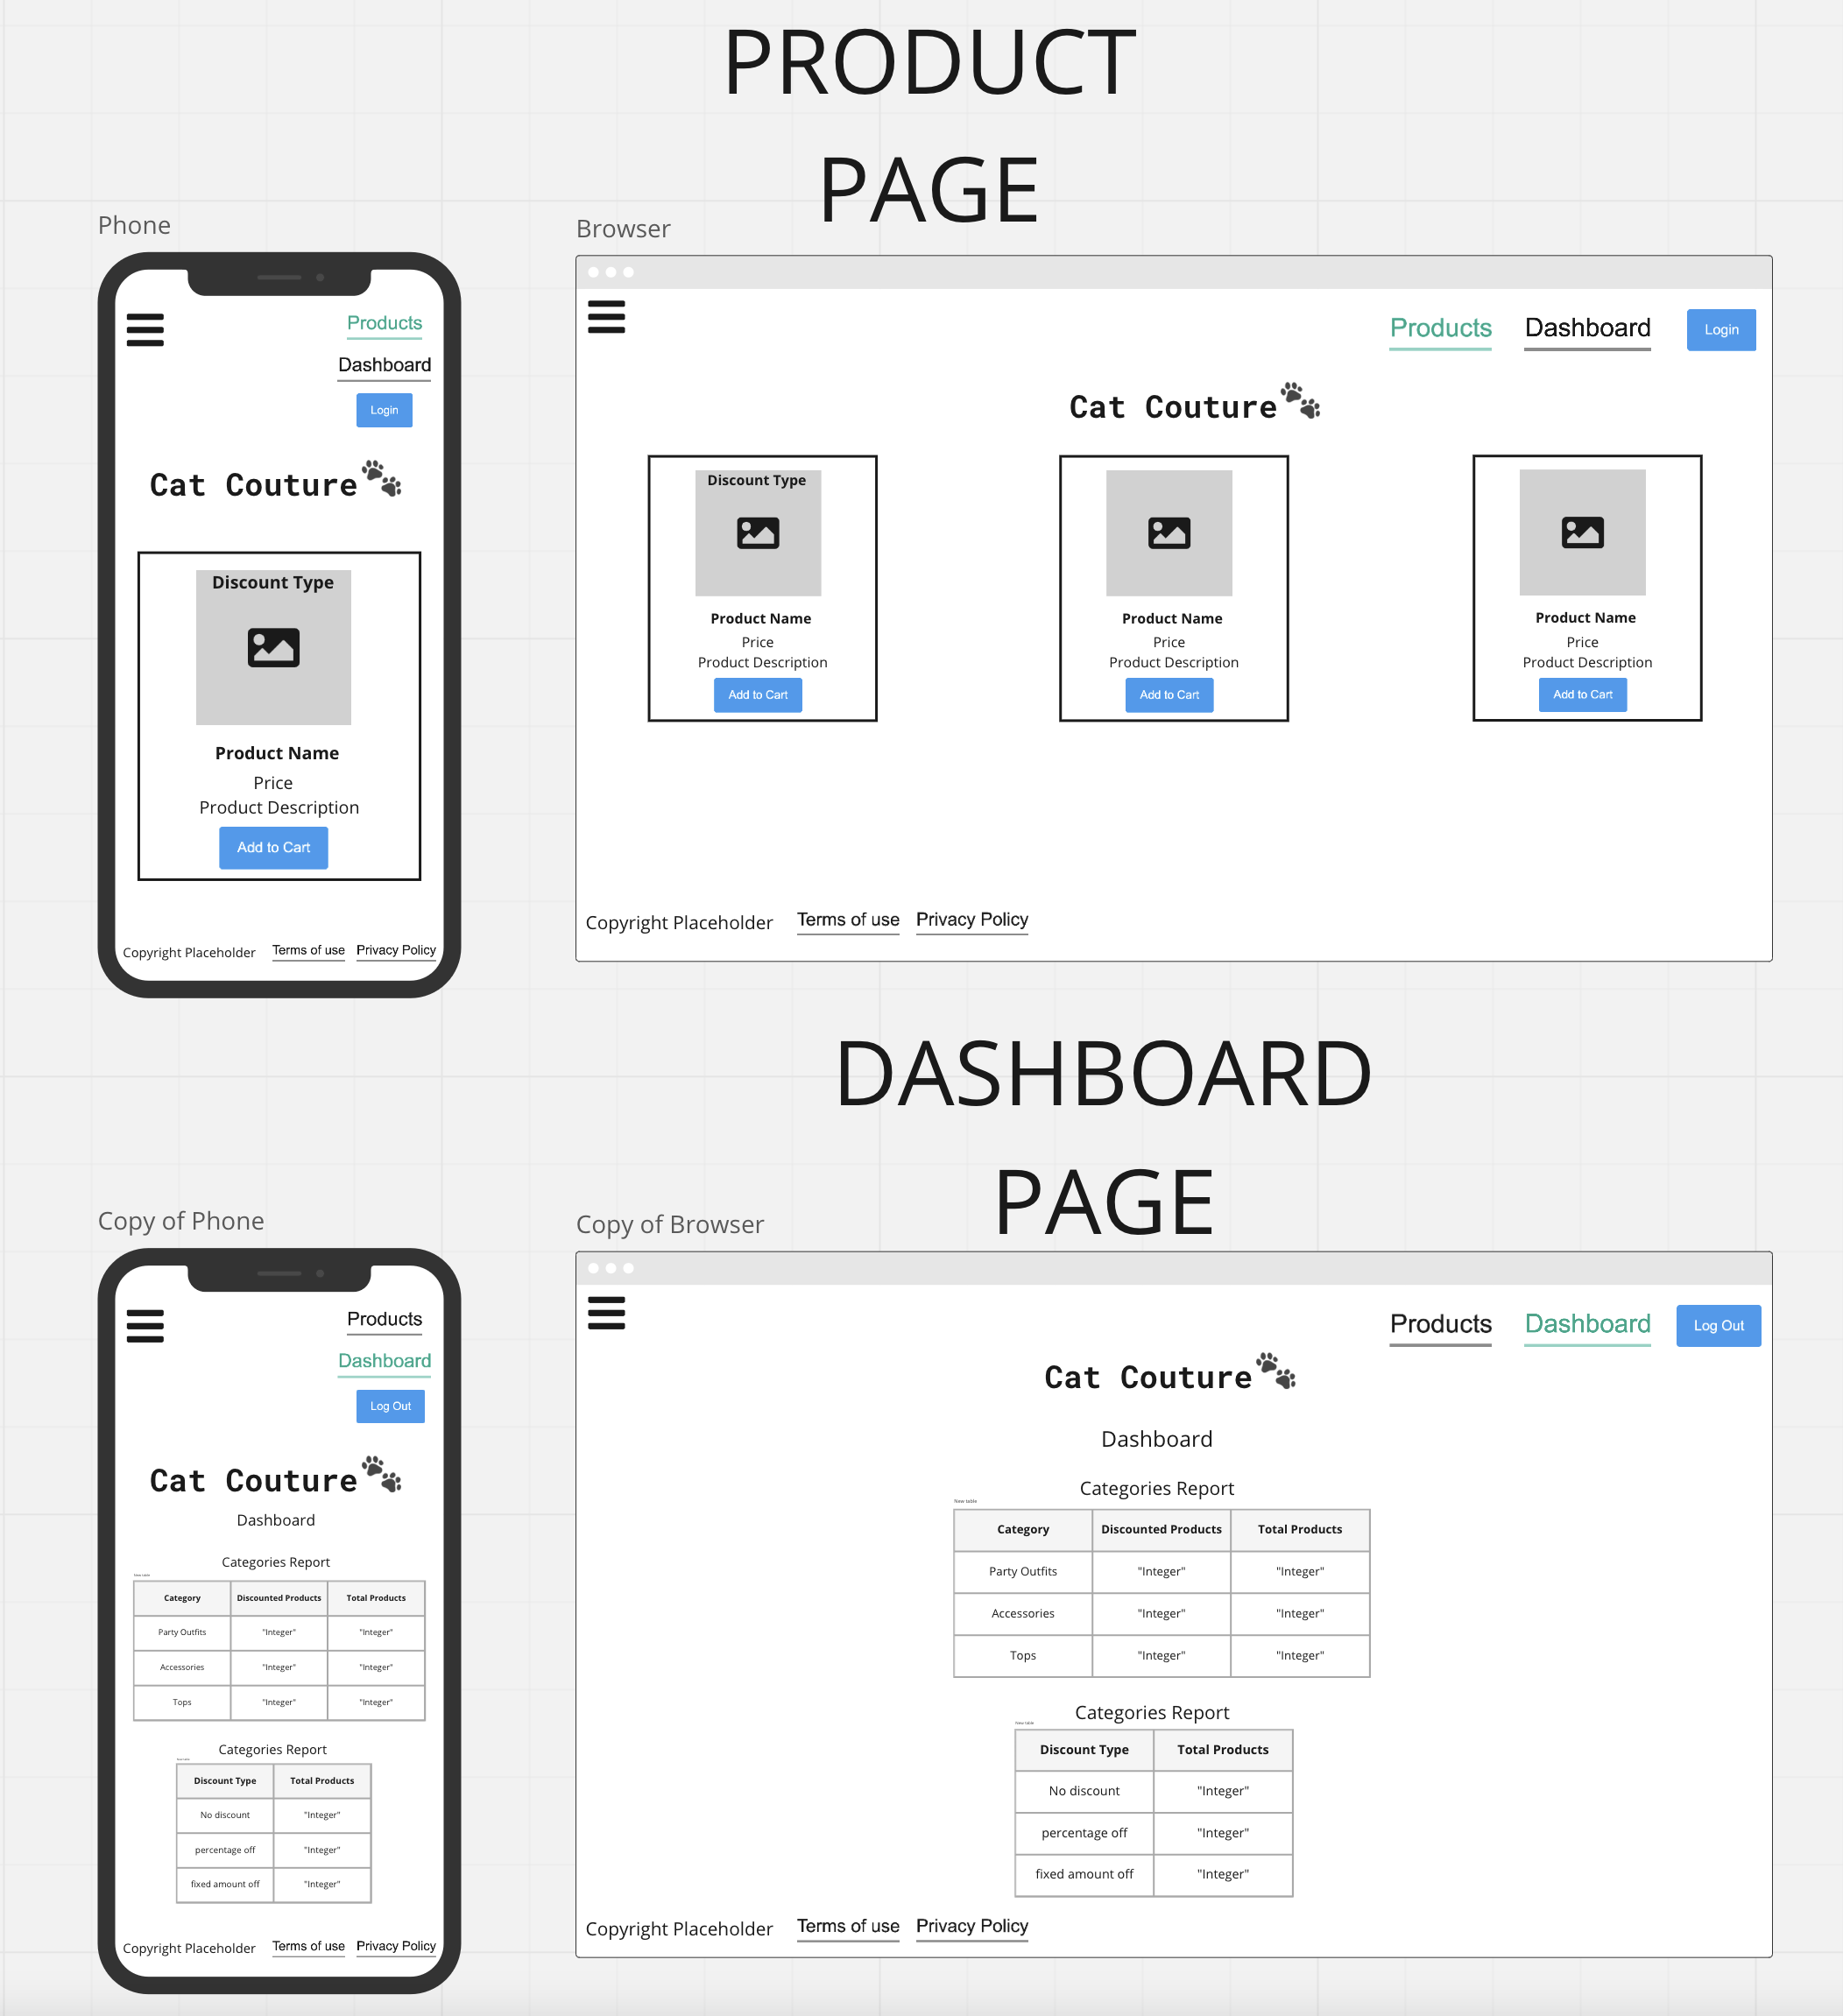 PRODUCT
PAGE
Phone
Products
Dashboard
Login
Cat Couture
Discount Type
Product Name
Price
Product Description
Add to Cart
Copyright Placeholder Terms of use Privacy Policy
Browser
Products Dashboard Login
Cat Couture
Discount Type
Product Name
Price
Product Description
Add to Cart
Product Name
Price
Product Description
Add to Cart
Product Name
Price
Product Description
Add to Cart
Copyright Placeholder Terms of use Privacy Policy
DASHBOARD
PAGE
Copy of Phone
Products
Dashboard
Log Out
Cat Couture
Dashboard
Categories Report
New table
Category Discounted Products Total Products
Party Outfits "Integer" "Integer"
Accessories "Integer" "Integer"
Tops "Integer" "Integer"
Categories Report
New table
Discount Type Total Products
No discount "Integer"
percentage off "Integer"
fixed amount off "Integer"
Copyright Placeholder Terms of use Privacy Policy
Copy of Browser
Products Dashboard Log Out
Cat Couture
Dashboard
Categories Report
New table
Category Discounted Products Total Products
Party Outfits "Integer" "Integer"
Accessories "Integer" "Integer"
Tops "Integer" "Integer"
Categories Report
New table
Discount Type Total Products
No discount "Integer"
percentage off "Integer"
fixed amount off "Integer"
Copyright Placeholder Terms of use Privacy Policy